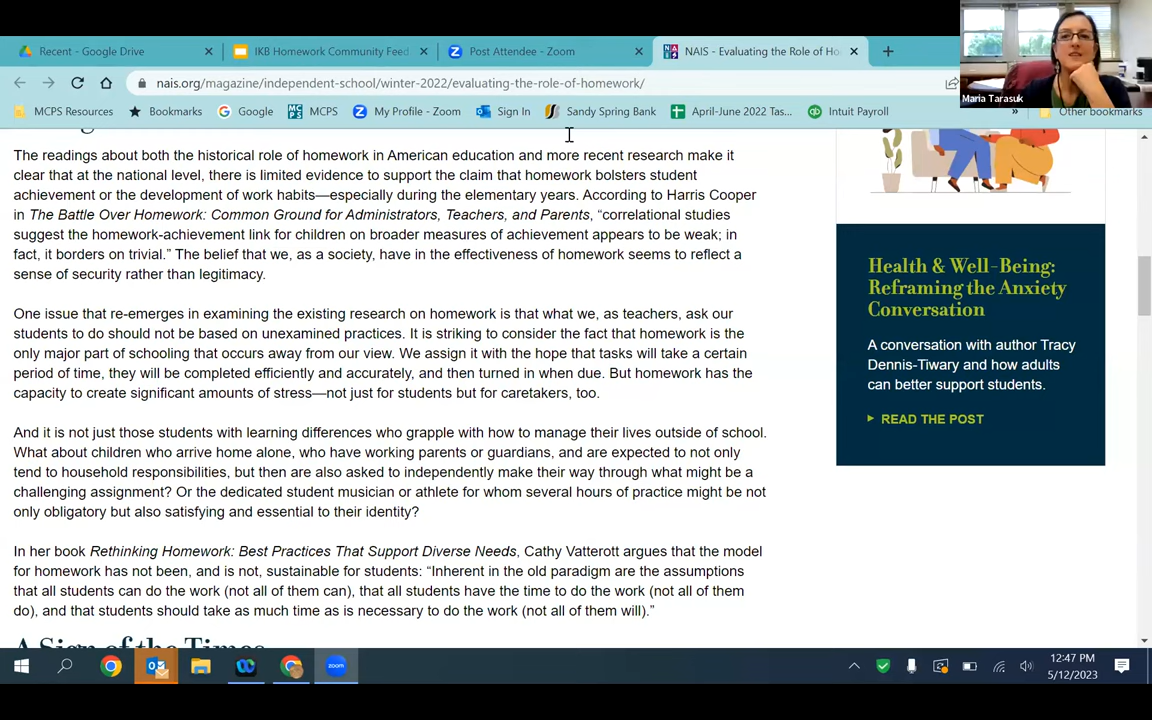 Recent - Google Drive
IKB Homework Community Feed
Post Attendee - Zoom
NAIS - Evaluating the Role of Ho
nais.org/magazine/independent-school/winter-2022/evaluating-the-role-of-homework/
Maria Tarasuk
MCPS Resources
Bookmarks
Google
MCPS
My Profile - Zoom
Sign In
Sandy Spring Bank
April-June 2022 Tas...
Intuit Payroll
»
Other bookmarks
The readings about both the historical role of homework in American education and more recent research make it
clear that at the national level, there is limited evidence to support the claim that homework bolsters student
achievement or the development of work habits—especially during the elementary years. According to Harris Cooper
in The Battle Over Homework: Common Ground for Administrators, Teachers, and Parents, “correlational studies
suggest the homework-achievement link for children on broader measures of achievement appears to be weak; in
fact, it borders on trivial.” The belief that we, as a society, have in the effectiveness of homework seems to reflect a
sense of security rather than legitimacy.
One issue that re-emerges in examining the existing research on homework is that what we, as teachers, ask our
students to do should not be based on unexamined practices. It is striking to consider the fact that homework is the
only major part of schooling that occurs away from our view. We assign it with the hope that tasks will take a certain
period of time, they will be completed efficiently and accurately, and then turned in when due. But homework has the
capacity to create significant amounts of stress—not just for students but for caretakers, too.
And it is not just those students with learning differences who grapple with how to manage their lives outside of school.
What about children who arrive home alone, who have working parents or guardians, and are expected to not only
tend to household responsibilities, but then are also asked to independently make their way through what might be a
challenging assignment? Or the dedicated student musician or athlete for whom several hours of practice might be not
only obligatory but also satisfying and essential to their identity?
In her book Rethinking Homework: Best Practices That Support Diverse Needs, Cathy Vatterott argues that the model
for homework has not been, and is not, sustainable for students: “Inherent in the old paradigm are the assumptions
that all students can do the work (not all of them can), that all students have the time to do the work (not all of them
do), and that students should take as much time as is necessary to do the work (not all of them will).”
A Sign of the Times
Health & Well-Being:
Reframing the Anxiety
Conversation
A conversation with author Tracy
Dennis-Tiwary and how adults
can better support students.
READ THE POST
12:47 PM
5/12/2023